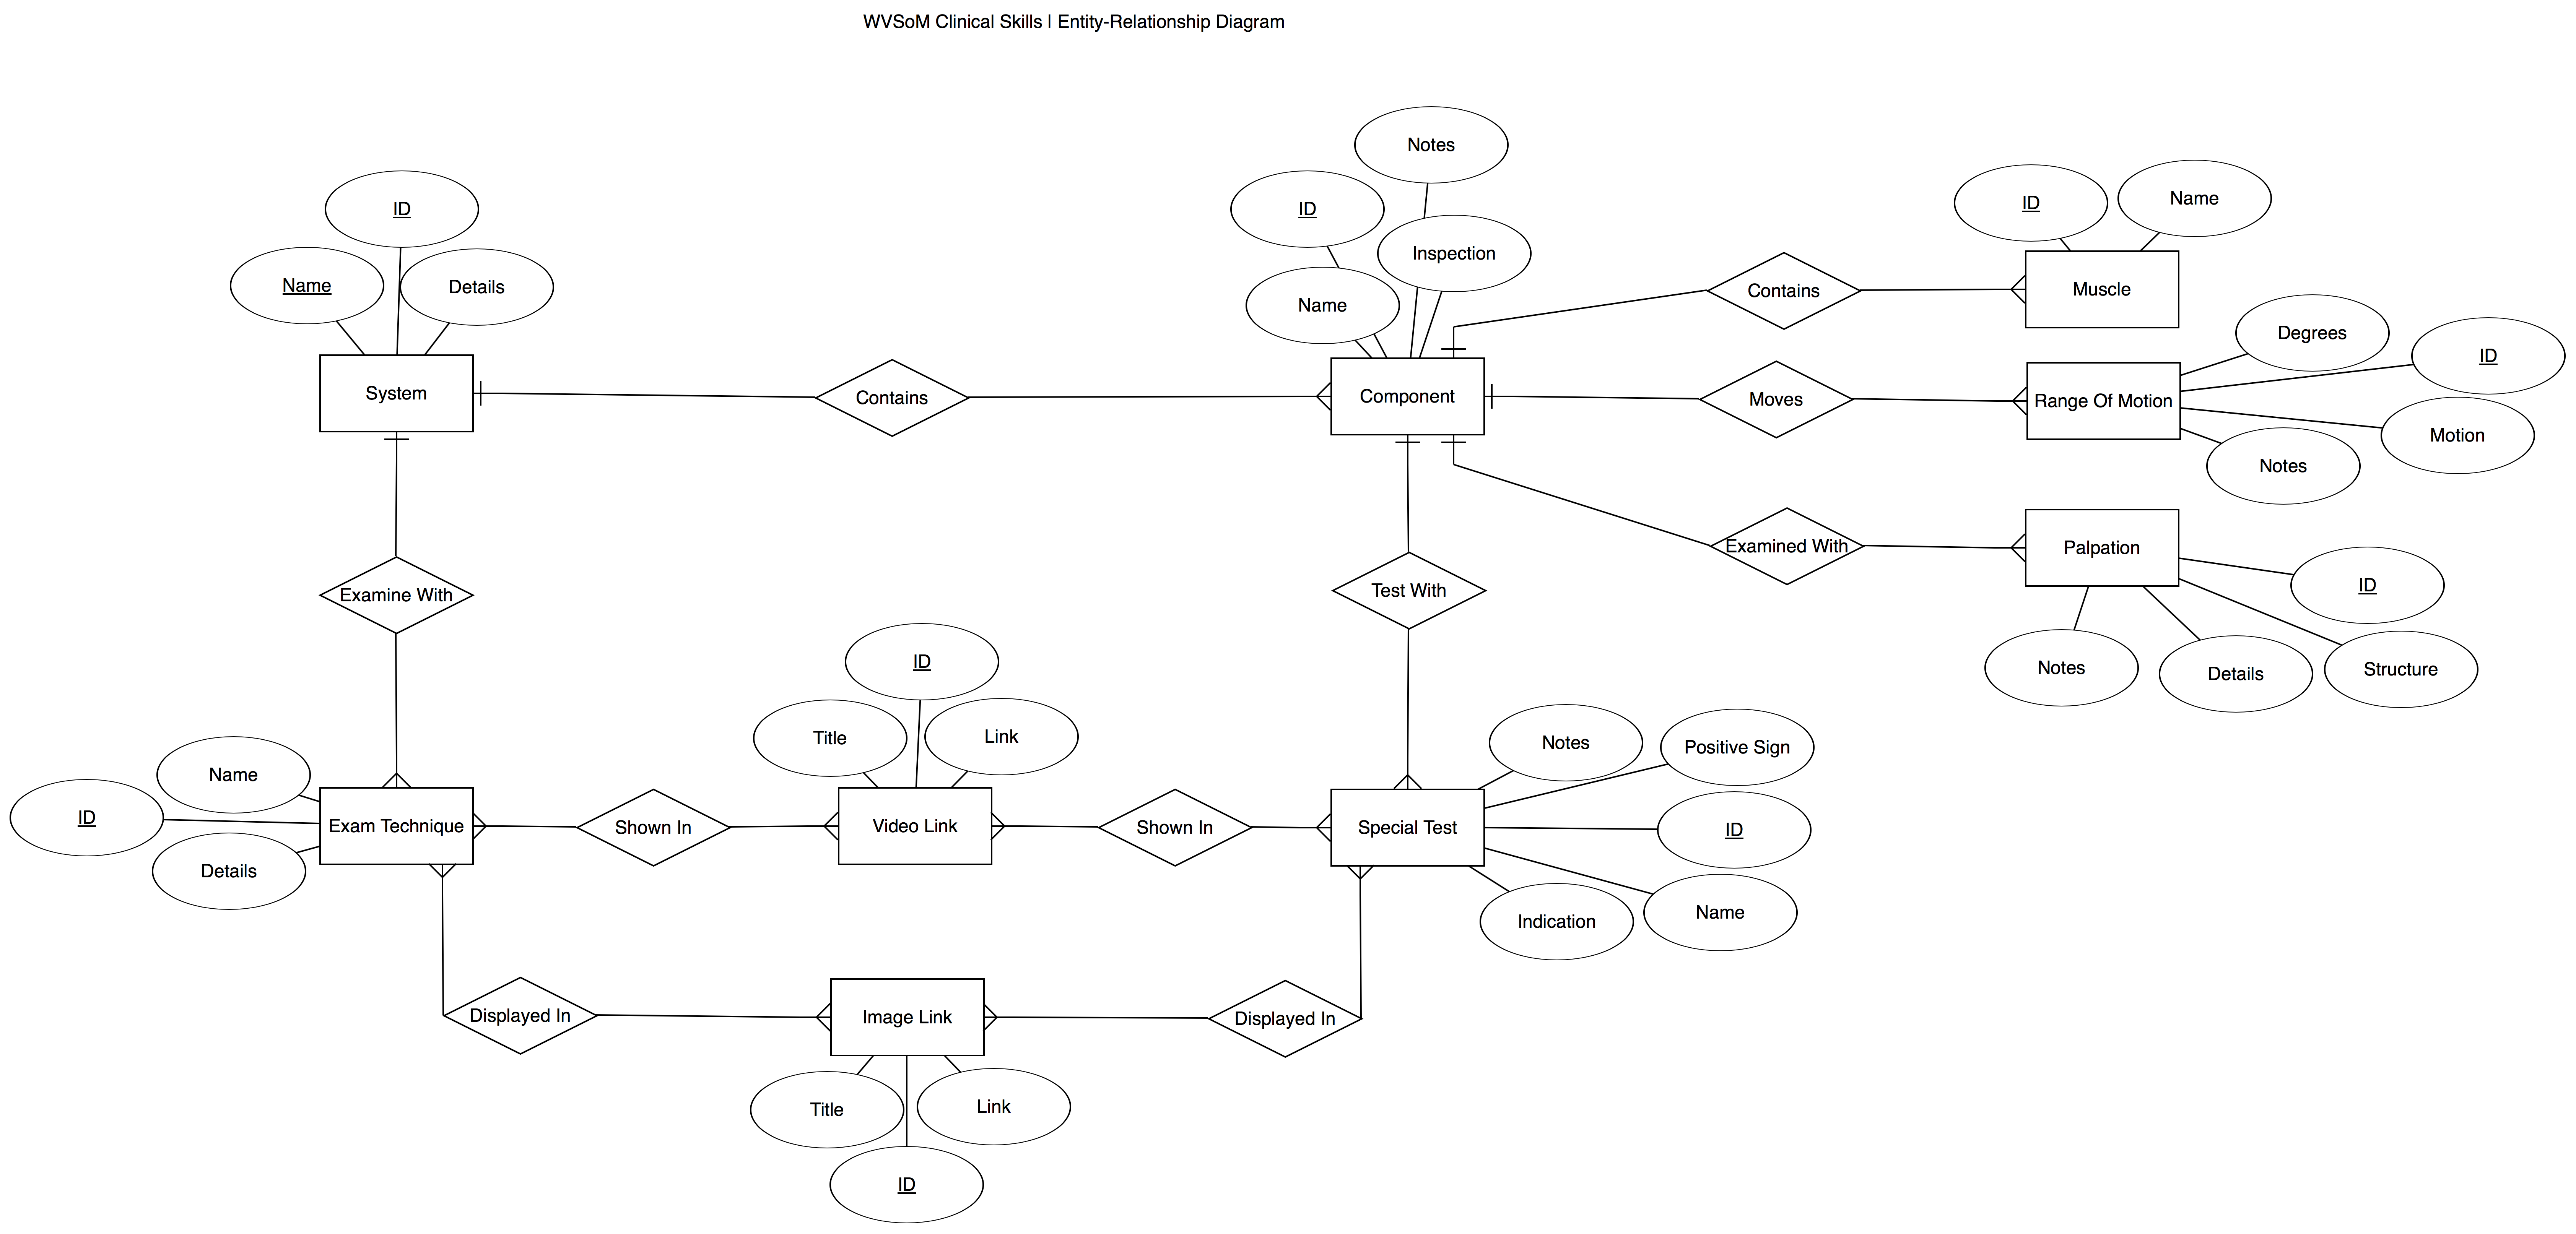 WVSoM Clinical Skills | Entity-Relationship Diagram
Notes
ID
ID
ID
Name
Inspection
Name
Details
Name
Contains
Muscle
Degrees
ID
System
Contains
Component
Moves
Range Of Motion
Motion
Notes
Examined With
Palpation
ID
Examine With
Test With
Notes
Details
Structure
ID
Title
Link
Notes
Positive Sign
Name
ID
Exam Technique
Shown In
Video Link
Shown In
Special Test
ID
Details
Indication
Name
Displayed In
Image Link
Displayed In
Title
Link
ID